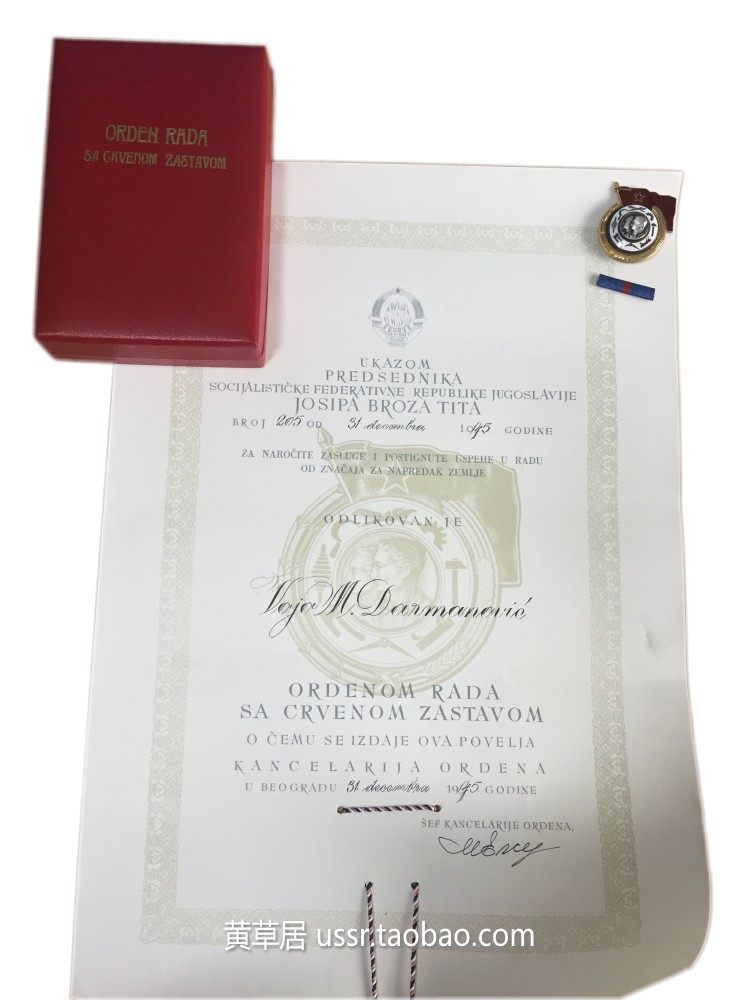 ORDEN RADA
SA CRVENOM ZASTAVOM
UKAZOM
PREDSEDNIKA
SOCIJALISTIČKE FEDERATIVNE REPUBLIKE JUGOSLAVIJE
JOSIPA BROZA TITA
BROJ 205 OD 31 decembra 1975 GODINE
ZA NAROČITE ZASLUGE I POSTIGNUTE USPEHE U RADU
OD ZNAČAJA ZA NAPREDAK ZEMLJE
ODLIKOVAN JE
Vojo M. Darmanović
ORDENOM RADA
SA CRVENOM ZASTAVOM
O ČEMU SE IZDAJE OVA POVELJA
KANCELARIJA ORDENA
U BEOGRADU 31 decembra 1975 GODINE
ŠEF KANCELARIJE ORDENA,
黄草居 ussr.taobao.com